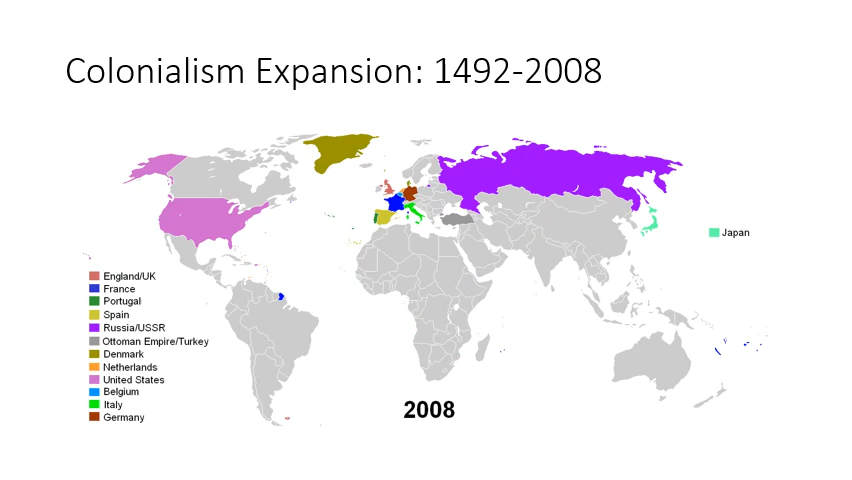 Colonialism Expansion: 1492-2008
Japan
England/UK
France
Portugal
Spain
Russia/USSR
Ottoman Empire/Turkey
Denmark
Netherlands
United States
Belgium
Italy
Germany
2008